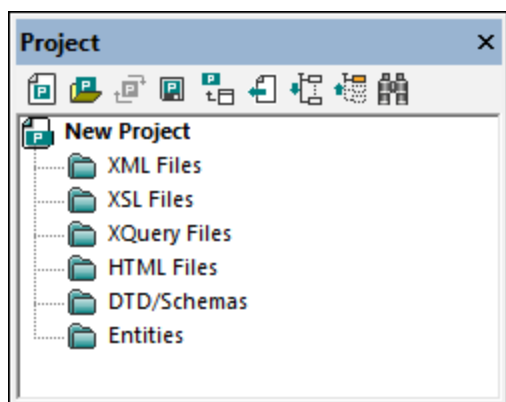 Project
New Project
XML Files
XSL Files
XQuery Files
HTML Files
DTD/Schemas
Entities